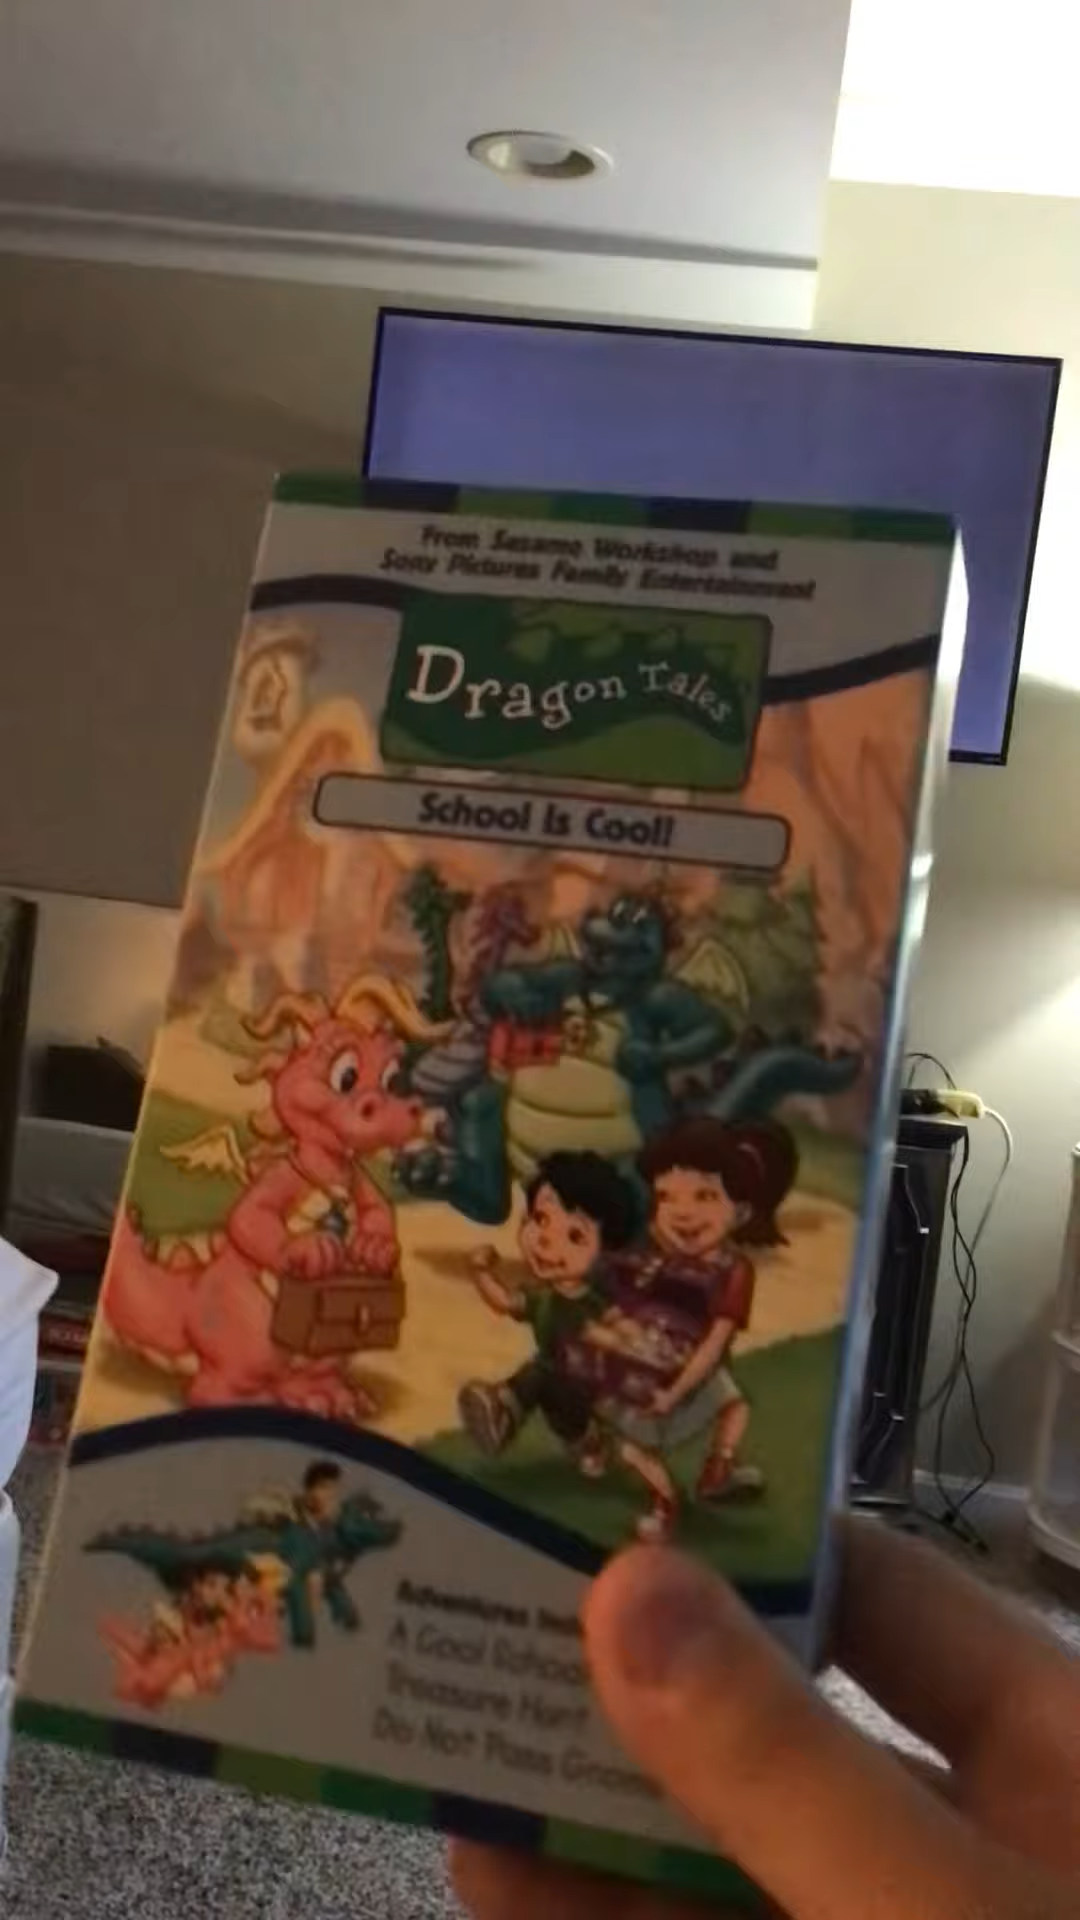 From Sesame Workshop and
Sony Pictures Family Entertainment
Dragon Tales
School Is Cool!
Adventures
A Cool School
Treasure Hunt
Do Not Pass